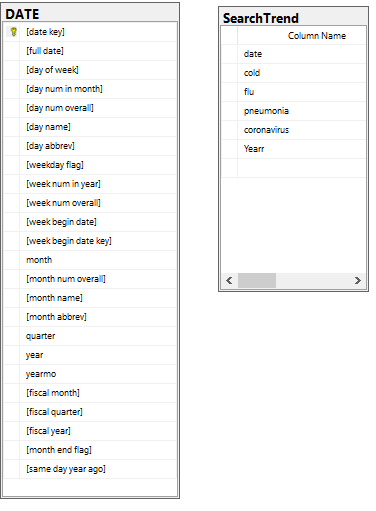 DATE
[date key]
[full date]
[day of week]
[day num in month]
[day num overall]
[day name]
[day abbrev]
[weekday flag]
[week num in year]
[week num overall]
[week begin date]
[week begin date key]
month
[month num overall]
[month name]
[month abbrev]
quarter
year
yearmo
[fiscal month]
[fiscal quarter]
[fiscal year]
[month end flag]
[same day year ago]
SearchTrend
Column Name
date
cold
flu
pneumonia
coronavirus
Yearr